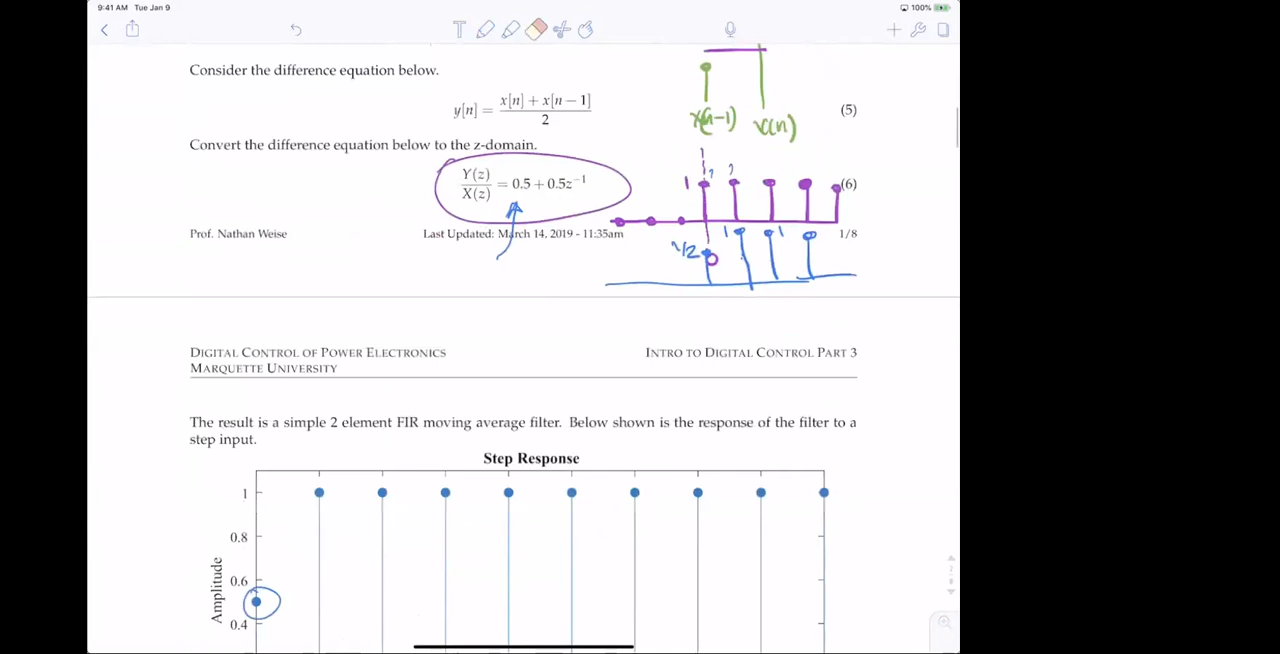 9:41 AM Tue Jan 9
100%
Consider the difference equation below.
y[n] = x[n] + x[n − 1] / 2
(5)
x(n−1) x(n)
Convert the difference equation below to the z-domain.
Y(z) / X(z) = 0.5 + 0.5z⁻¹
1
(6)
Prof. Nathan Weise
Last Updated: March 14, 2019 - 11:35am
1/8
1/2
1
1
DIGITAL CONTROL OF POWER ELECTRONICS
INTRO TO DIGITAL CONTROL PART 3
MARQUETTE UNIVERSITY
The result is a simple 2 element FIR moving average filter. Below shown is the response of the filter to a
step input.
Step Response
1
0.8
0.6
0.4
Amplitude